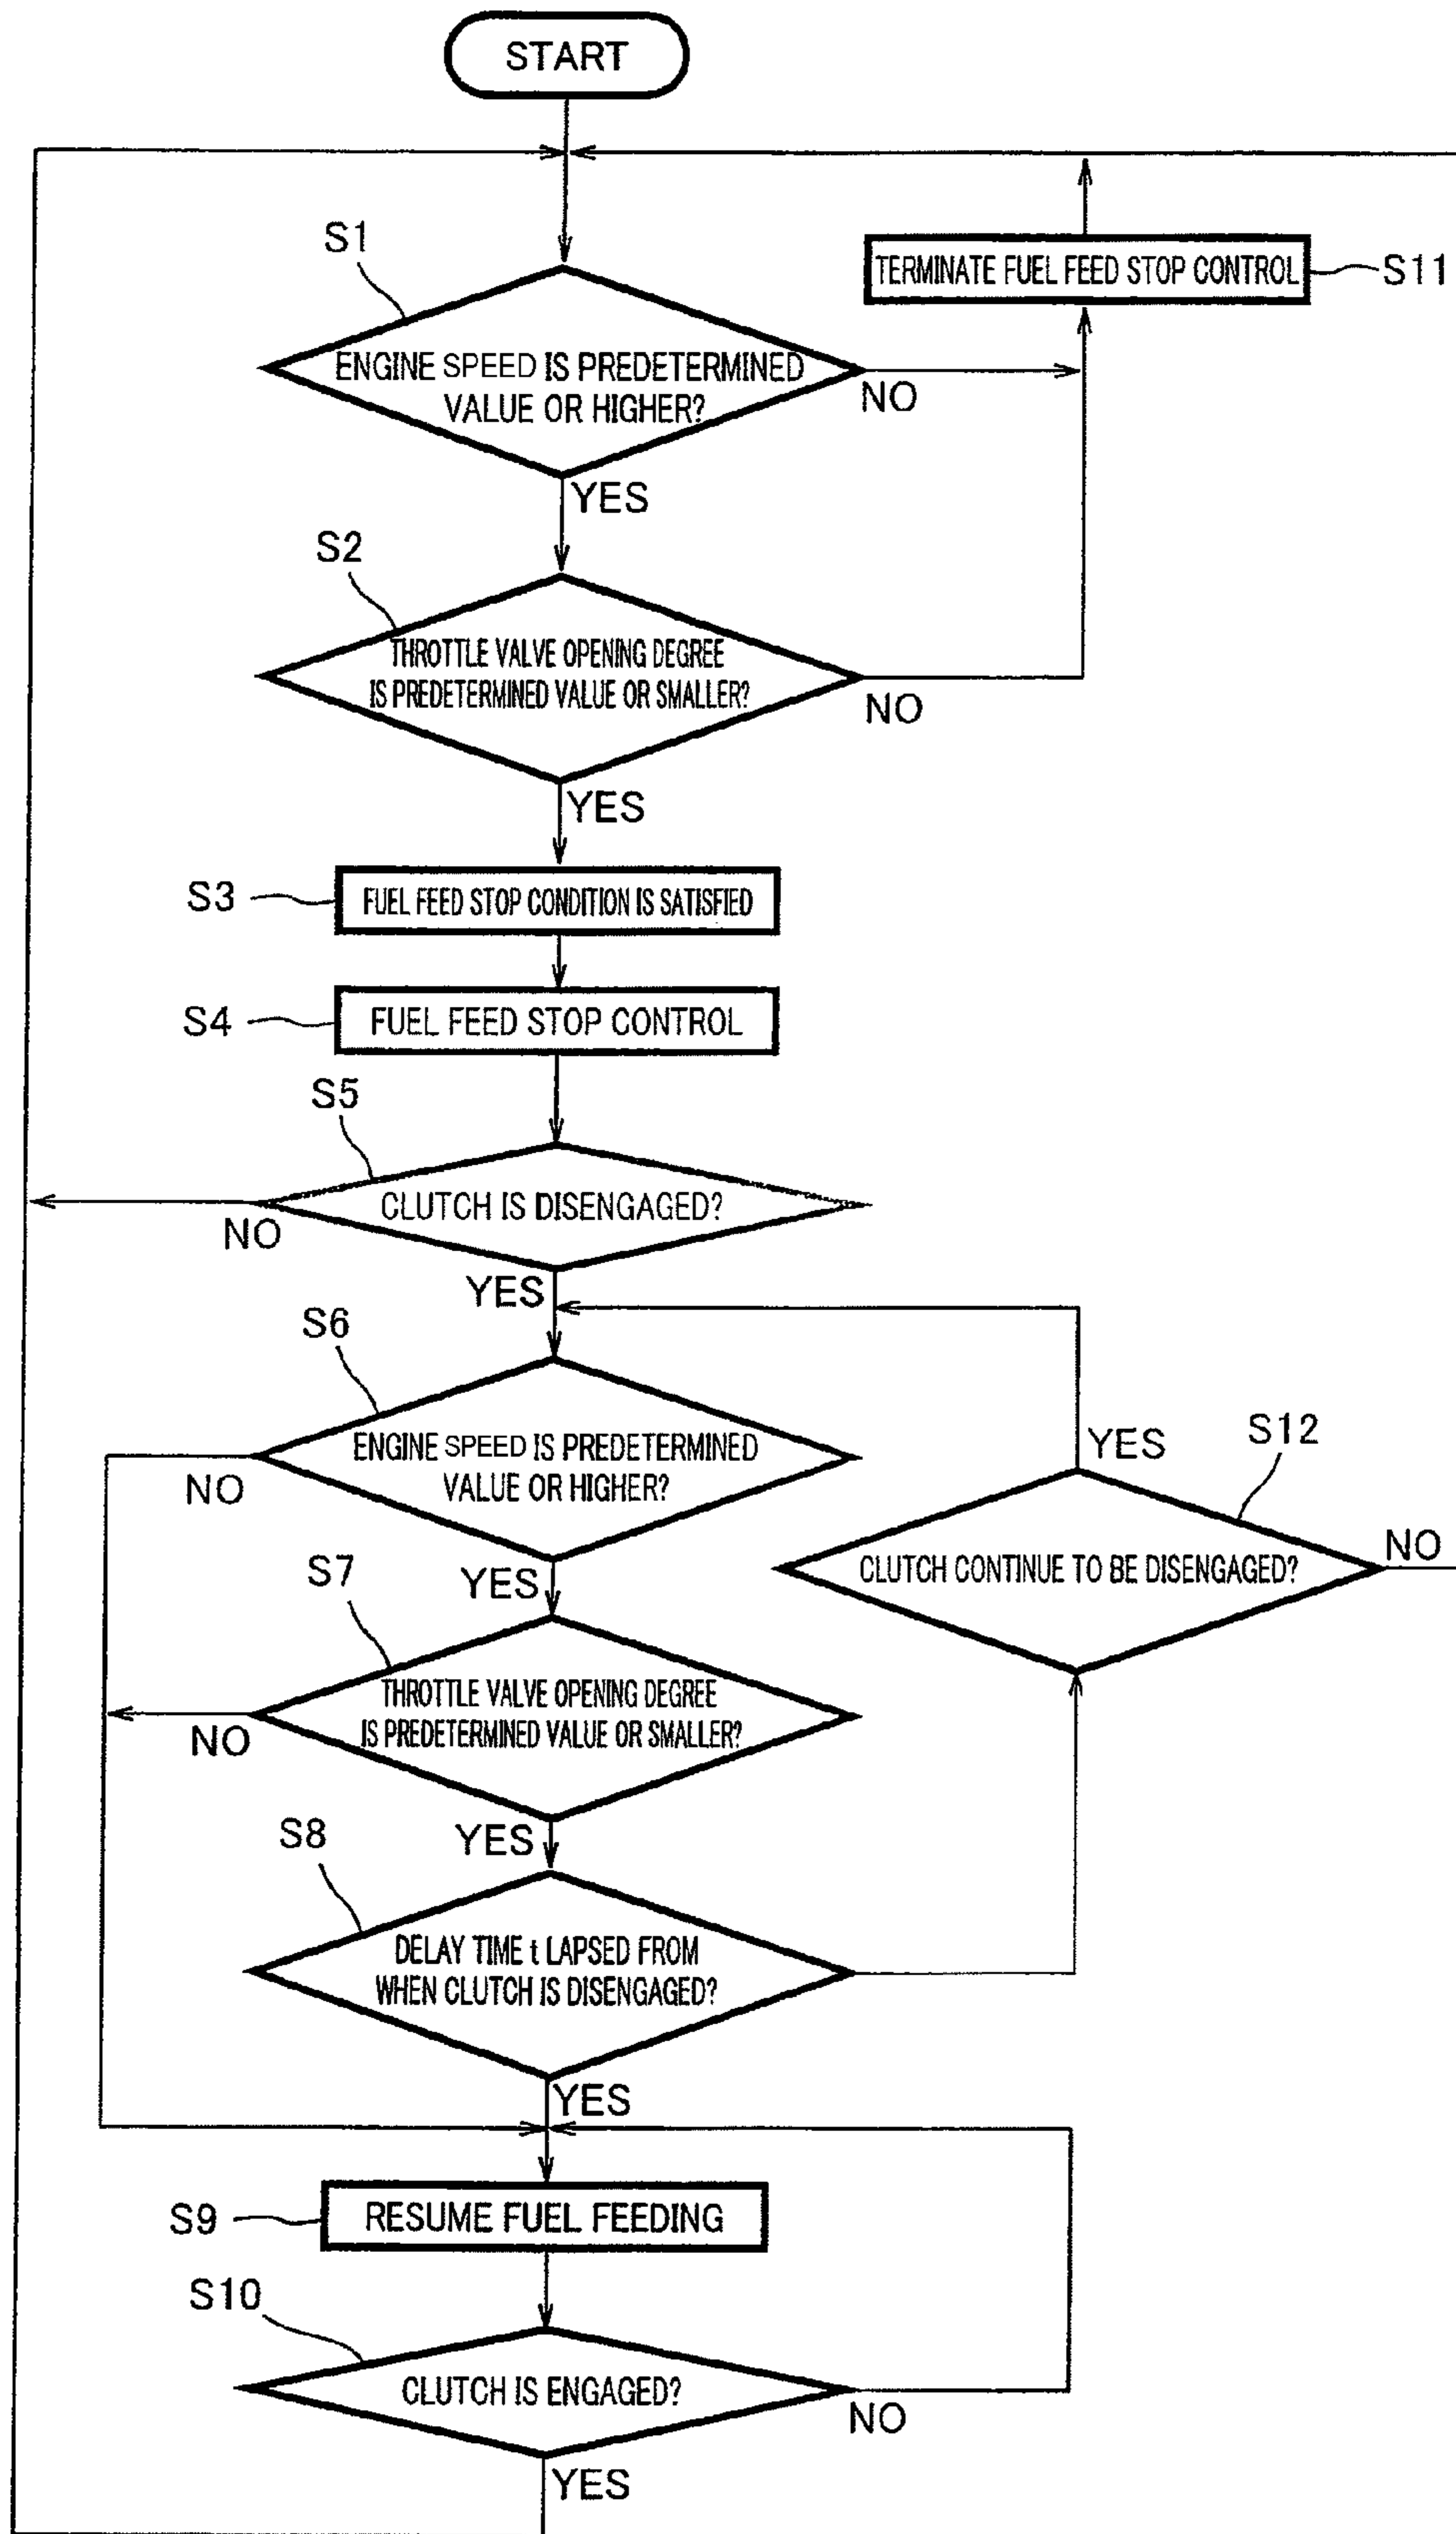 START
S1
ENGINE SPEED IS PREDETERMINED
VALUE OR HIGHER?
NO
YES
TERMINATE FUEL FEED STOP CONTROL
S11
S2
THROTTLE VALVE OPENING DEGREE
IS PREDETERMINED VALUE OR SMALLER?
NO
YES
S3
FUEL FEED STOP CONDITION IS SATISFIED
S4
FUEL FEED STOP CONTROL
S5
CLUTCH IS DISENGAGED?
NO
YES
S6
ENGINE SPEED IS PREDETERMINED
VALUE OR HIGHER?
NO
YES
S12
YES
CLUTCH CONTINUE TO BE DISENGAGED?
NO
S7
THROTTLE VALVE OPENING DEGREE
IS PREDETERMINED VALUE OR SMALLER?
NO
YES
S8
DELAY TIME t LAPSED FROM
WHEN CLUTCH IS DISENGAGED?
YES
S9
RESUME FUEL FEEDING
S10
CLUTCH IS ENGAGED?
NO
YES